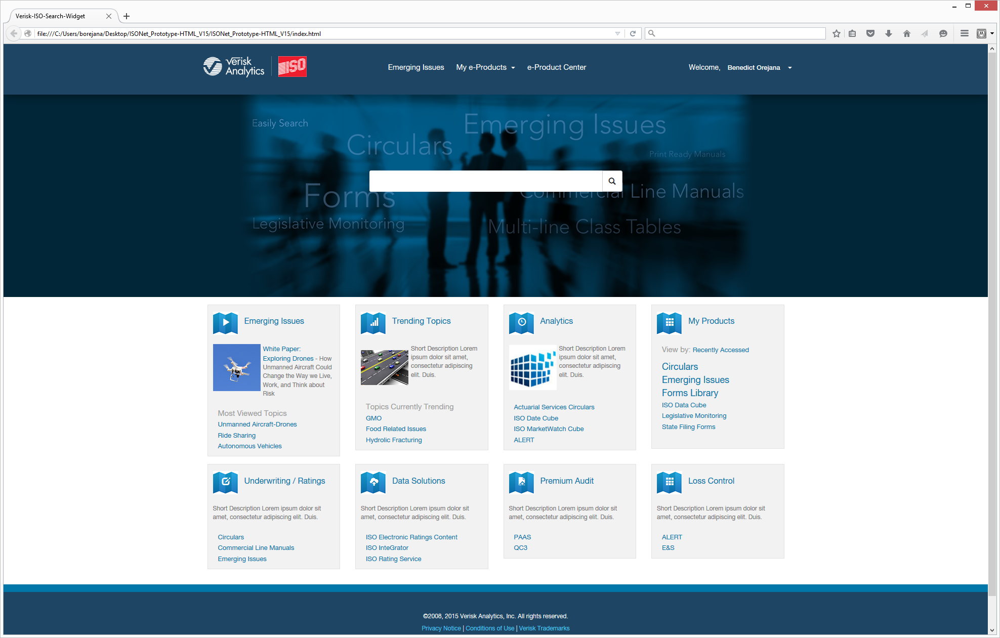 Verisk-ISO-Search-Widget
file:///C:/Users/borejana/Desktop/ISONet_Prototype-HTML_V15/ISONet_Prototype-HTML_V15/index.html
Verisk
Analytics
ISO
Emerging Issues
My e-Products
e-Product Center
Welcome, Benedict Orejana
Easily Search
Emerging Issues
Circulars
Print Ready Manuals
Forms
Commercial Line Manuals
Legislative Monitoring
Multi-line Class Tables
Emerging Issues
White Paper:
Exploring Drones - How
Unmanned Aircraft Could
Change the Way we Live,
Work, and Think about
Risk
Most Viewed Topics
Unmanned Aircraft-Drones
Ride Sharing
Autonomous Vehicles
Trending Topics
Short Description Lorem
ipsum dolor sit amet,
consectetur adipiscing
elit. Duis.
Topics Currently Trending
GMO
Food Related Issues
Hydrolic Fracturing
Analytics
Short Description Lorem
ipsum dolor sit amet,
consectetur adipiscing
elit. Duis.
Actuarial Services Circulars
ISO Date Cube
ISO MarketWatch Cube
ALERT
My Products
View by: Recently Accessed
Circulars
Emerging Issues
Forms Library
ISO Data Cube
Legislative Monitoring
State Filing Forms
Underwriting / Ratings
Short Description Lorem ipsum dolor sit
amet, consectetur adipiscing elit. Duis.
Circulars
Commercial Line Manuals
Emerging Issues
Data Solutions
Short Description Lorem ipsum dolor sit
amet, consectetur adipiscing elit. Duis.
ISO Electronic Ratings Content
ISO InteGrator
ISO Rating Service
Premium Audit
Short Description Lorem ipsum dolor sit
amet, consectetur adipiscing elit. Duis.
PAAS
QC3
Loss Control
Short Description Lorem ipsum dolor sit
amet, consectetur adipiscing elit. Duis.
ALERT
E&S
©2008, 2015 Verisk Analytics, Inc. All rights reserved.
Privacy Notice | Conditions of Use | Verisk Trademarks